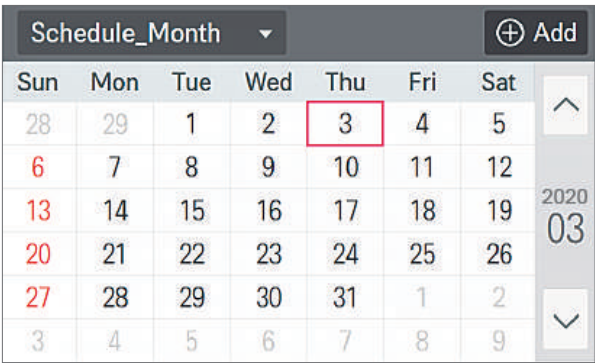 Schedule_Month Add
Sun Mon Tue Wed Thu Fri Sat
28 29 1 2 3 4 5
6 7 8 9 10 11 12
13 14 15 16 17 18 19
20 21 22 23 24 25 26
27 28 29 30 31 1 2
3 4 5 6 7 8 9
2020
03